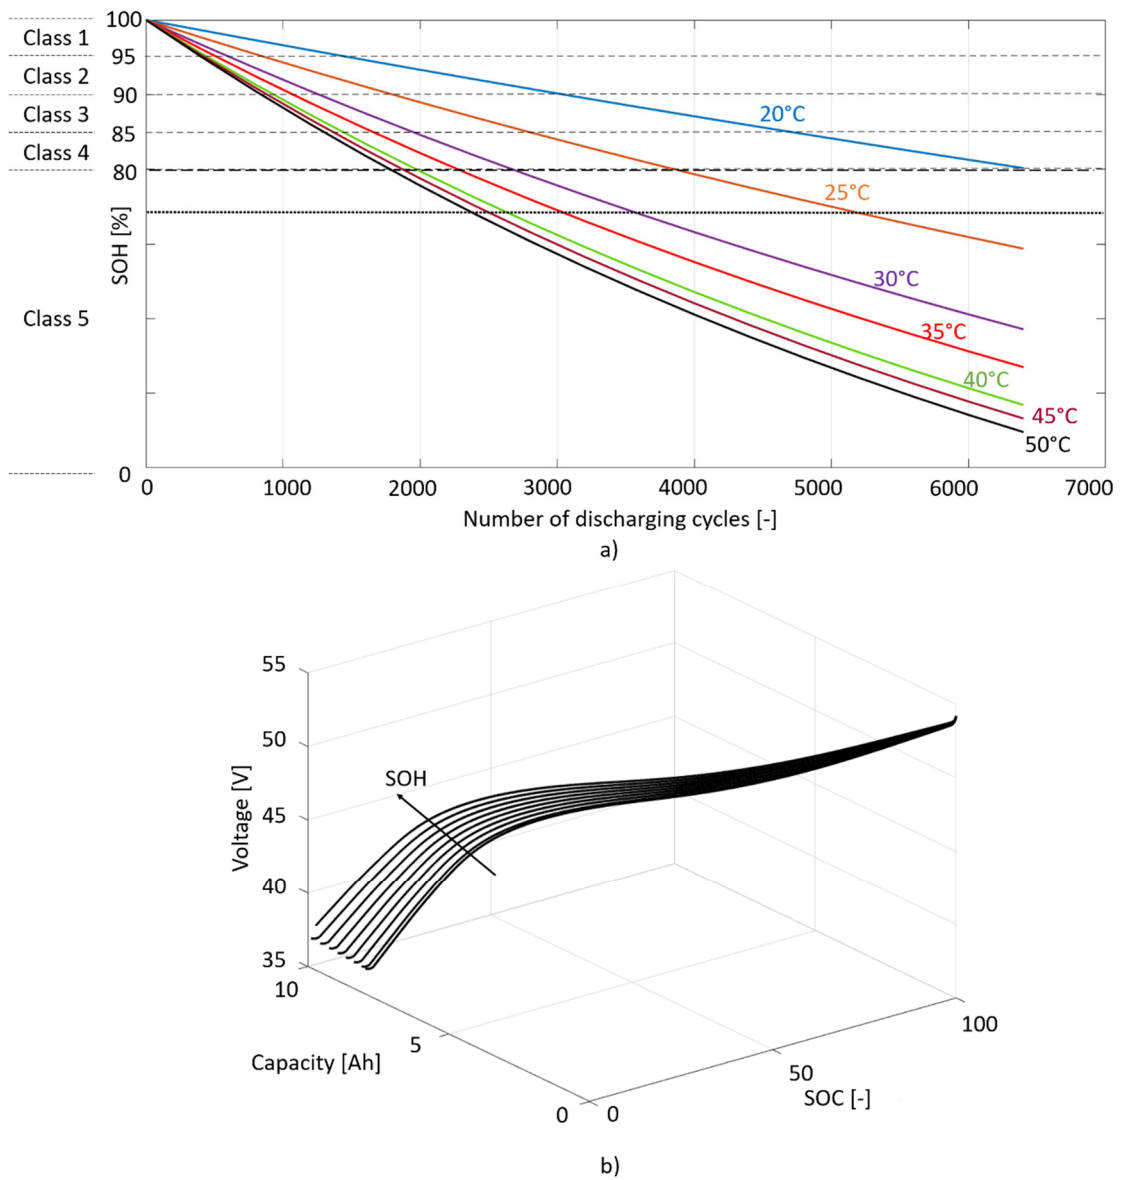 100
Class 1
95
Class 2
90
Class 3
20°C
85
Class 4
80
25°C
SOH [%]
30°C
Class 5
35°C
40°C
45°C
50°C
0
0 1000 2000 3000 4000 5000 6000 7000
Number of discharging cycles [-]
a)
55
50
SOH
45
Voltage [V]
40
35
10
100
5
Capacity [Ah]
50
SOC [-]
0 0
b)